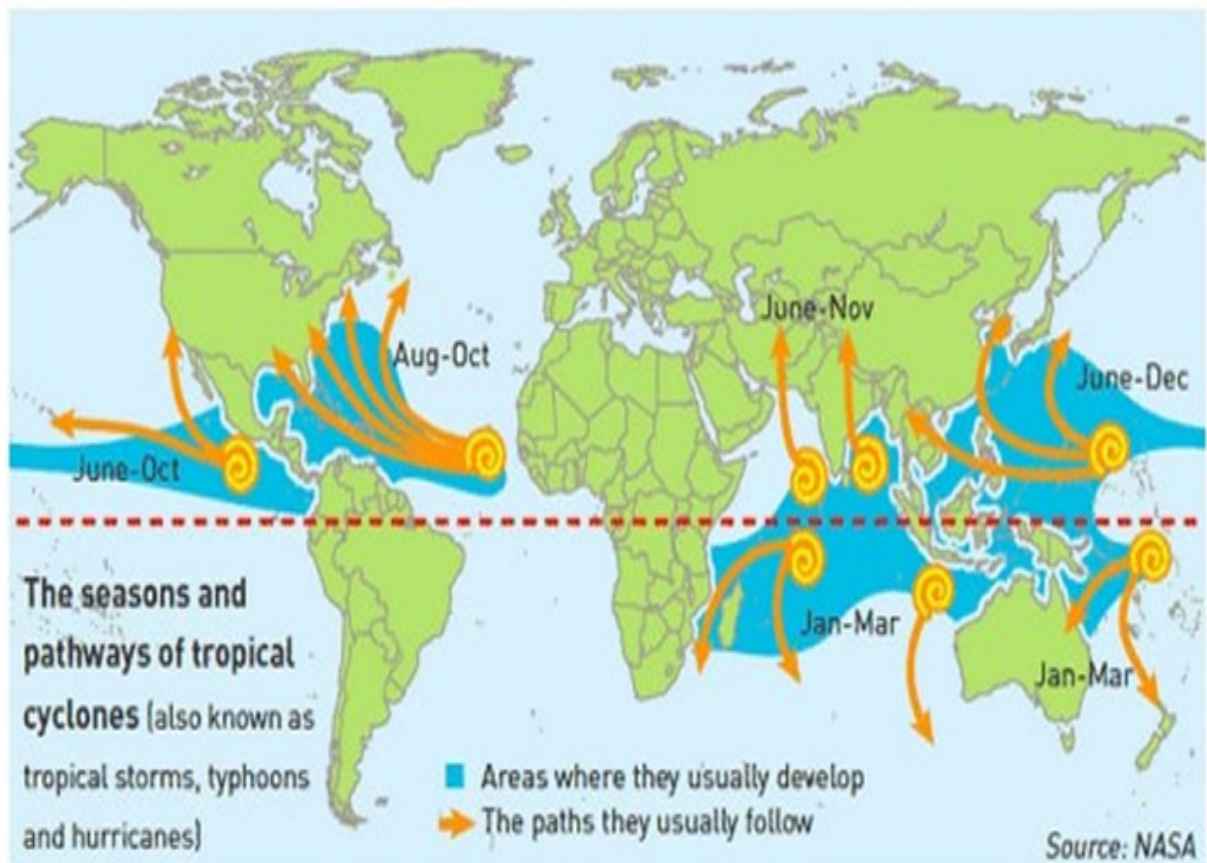 June-Nov
Aug-Oct
June-Dec
June-Oct
The seasons and
pathways of tropical
cyclones (also known as
tropical storms, typhoons
and hurricanes)
Jan-Mar
Jan-Mar
Areas where they usually develop
The paths they usually follow
Source: NASA